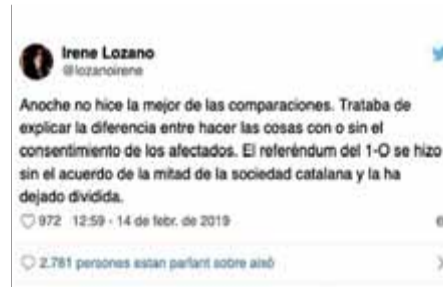 Irene Lozano
@lozanoirene
Anoche no hice la mejor de las comparaciones. Trataba de
explicar la diferencia entre hacer las cosas con o sin el
consentimiento de los afectados. El referéndum del 1-O se hizo
sin el acuerdo de la mitad de la sociedad catalana y la ha
dejado dividida.
972 12:59 - 14 de febr. de 2019
2.781 persones estan parlant sobre això